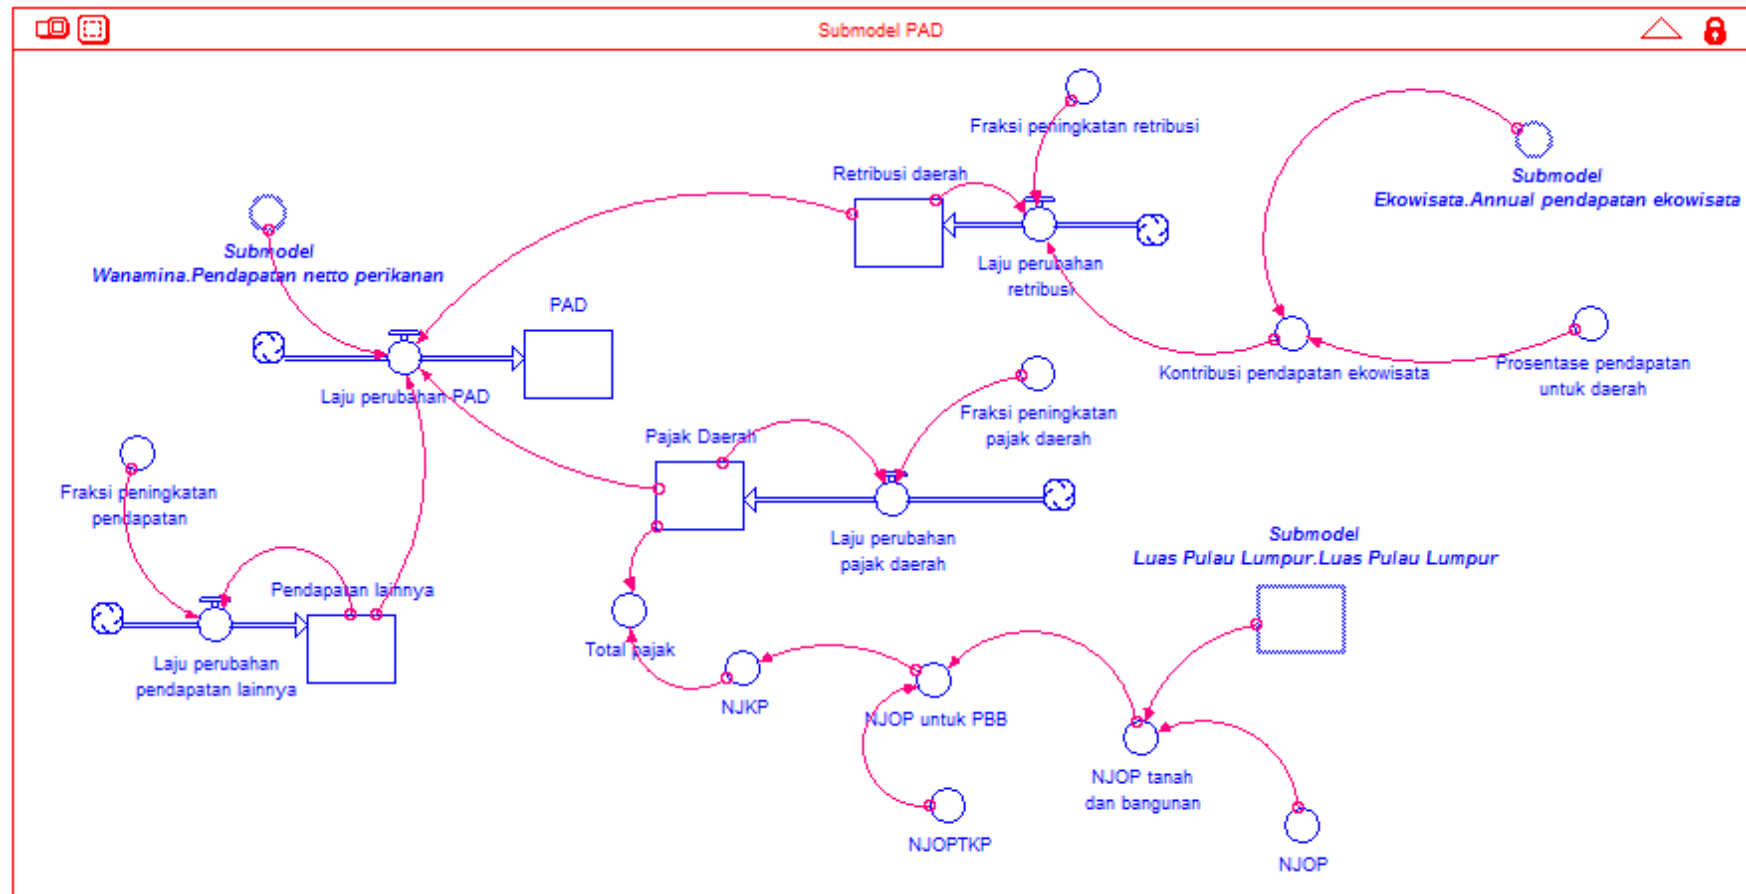 Submodel PAD
Fraksi peningkatan retribusi
Retribusi daerah
Submodel
Ekowisata.Annual pendapatan ekowisata
Submodel
Wanamina.Pendapatan netto perikanan
Laju perubahan
retribusi
PAD
Laju perubahan PAD
Kontribusi pendapatan ekowisata
Prosentase pendapatan
untuk daerah
Fraksi peningkatan
pajak daerah
Pajak Daerah
Fraksi peningkatan
pendapatan
Laju perubahan
pajak daerah
Submodel
Luas Pulau Lumpur.Luas Pulau Lumpur
Pendapatan lainnya
Laju perubahan
pendapatan lainnya
Total pajak
NJKP
NJOP untuk PBB
NJOP tanah
dan bangunan
NJOPTKP
NJOP